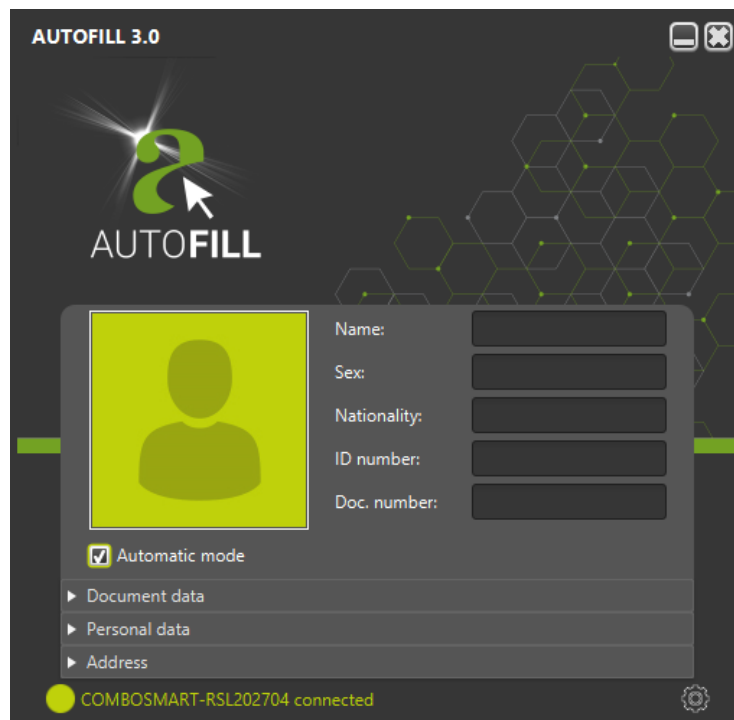 AUTOFILL 3.0
AUTOFILL
Name:
Sex:
Nationality:
ID number:
Doc. number:
Automatic mode
Document data
Personal data
Address
COMBOSMART-RSL202704 connected